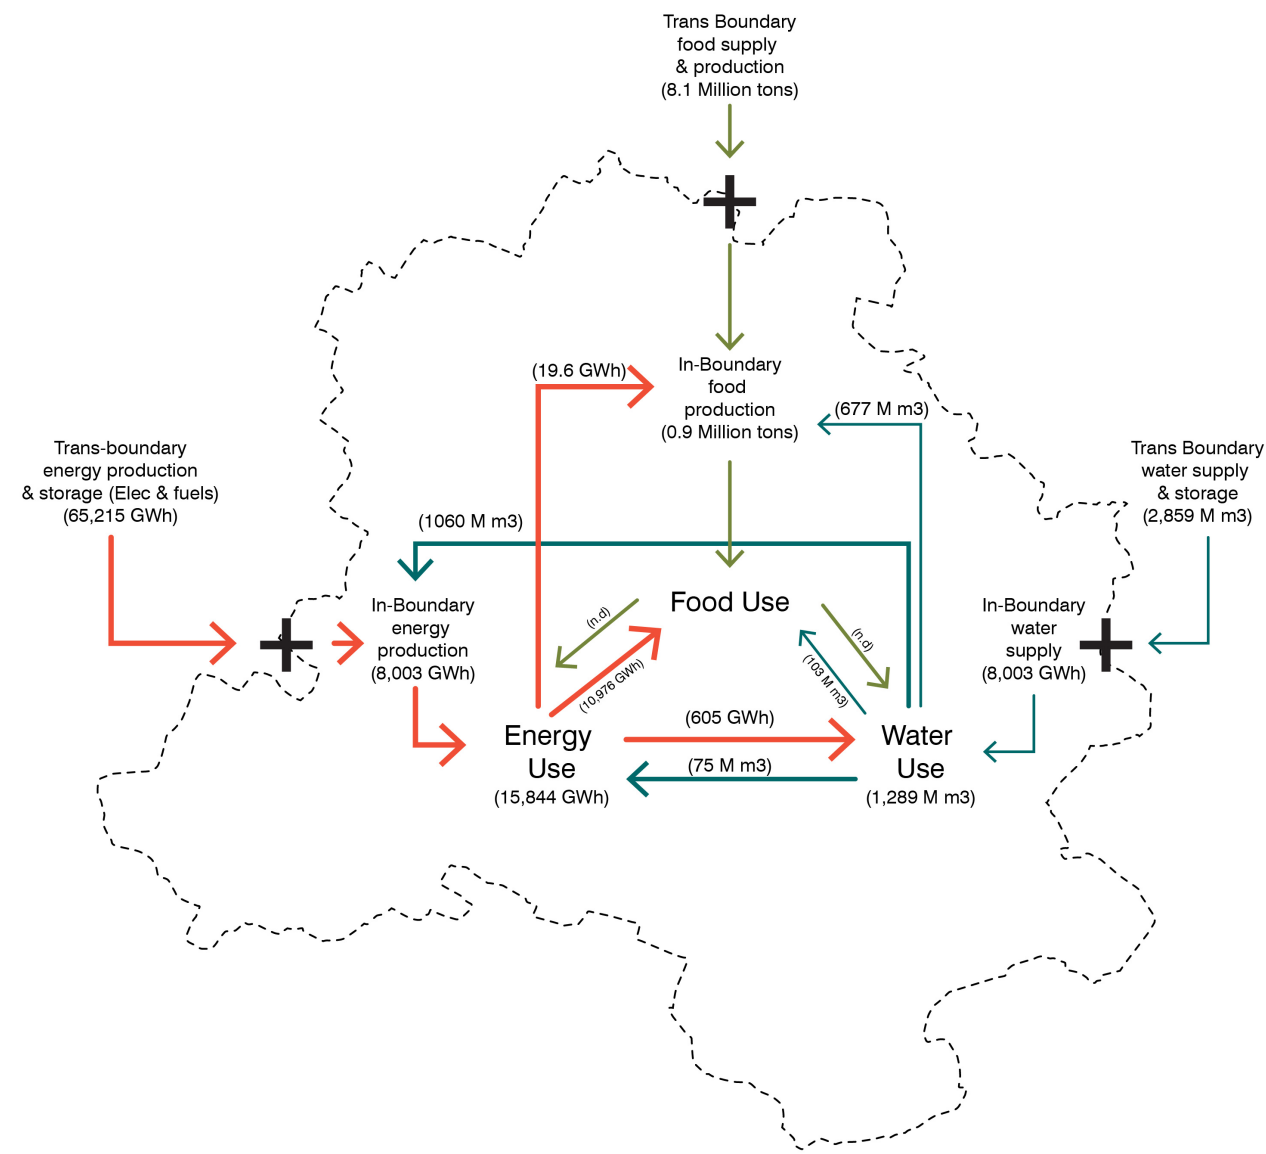 Trans Boundary
food supply
& production
(8.1 Million tons)
(19.6 GWh)
In-Boundary
food
production
(0.9 Million tons)
(677 M m3)
Trans-boundary
energy production
& storage (Elec & fuels)
(65,215 GWh)
Trans Boundary
water supply
& storage
(2,859 M m3)
(1060 M m3)
In-Boundary
energy
production
(8,003 GWh)
Food Use
In-Boundary
water
supply
(8,003 GWh)
(n.d)
(10,976 GWh)
(n.d)
(103 M m3)
Energy
Use
(15,844 GWh)
(605 GWh)
(75 M m3)
Water
Use
(1,289 M m3)